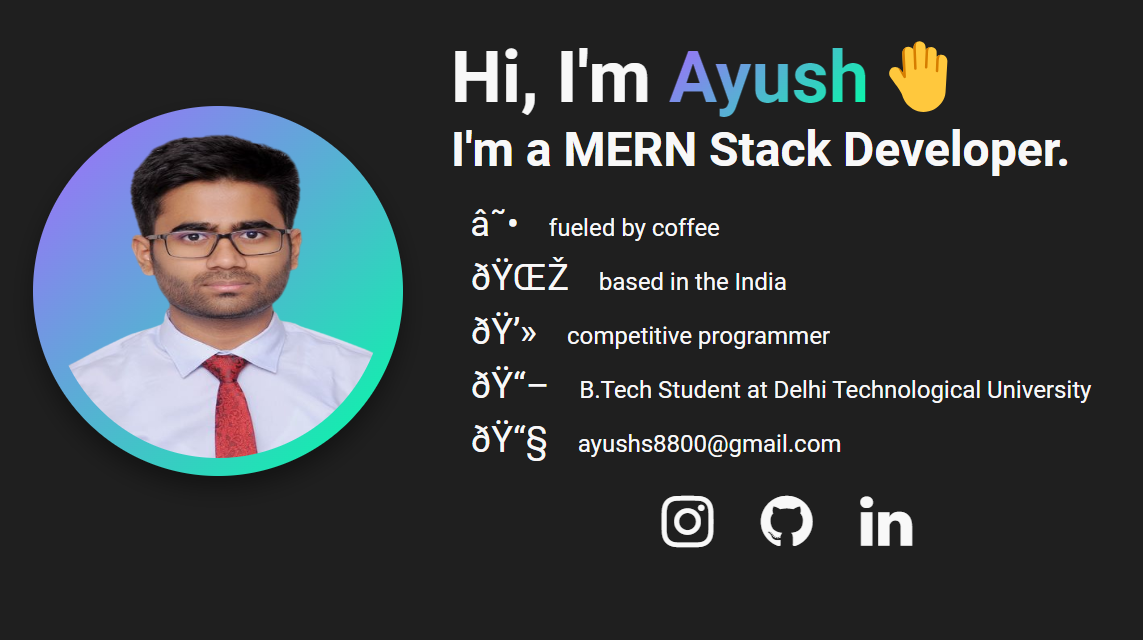 Hi, I'm Ayush 🤚
I'm a MERN Stack Developer.
â˜• fueled by coffee
ðŸŒŽ based in the India
ðŸ’» competitive programmer
ðŸ“– B.Tech Student at Delhi Technological University
ðŸ“§ ayushs8800@gmail.com
in